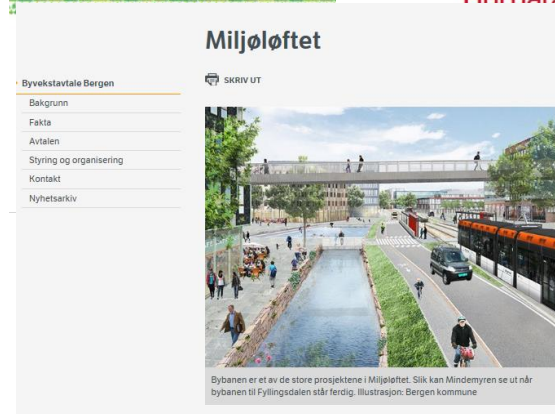 Miljøløftet
SKRIV UT
Byvekstavtale Bergen
Bakgrunn
Fakta
Avtalen
Styring og organisering
Kontakt
Nyhetsarkiv
Bybanen er et av de store prosjektene i Miljøløftet. Slik kan Mindemyren se ut når
bybanen til Fyllingsdalen står ferdig. Illustrasjon: Bergen kommune